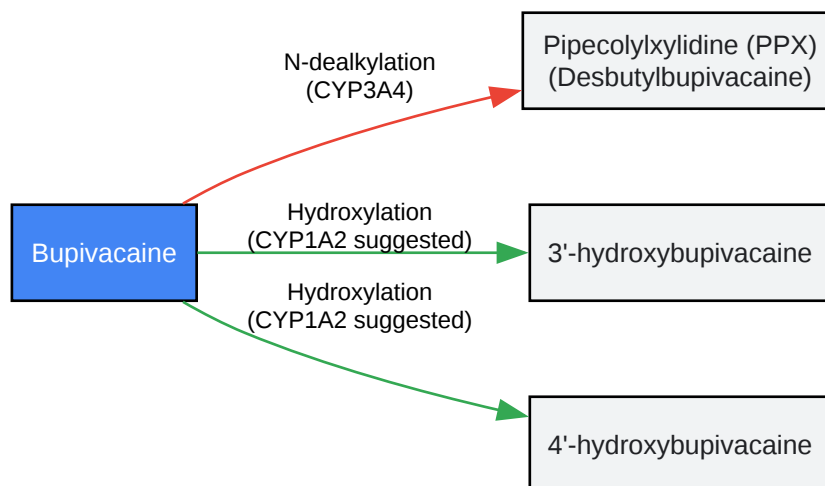 N-dealkylation
(CYP3A4)
Pipecolylxylidine (PPX)
(Desbutylbupivacaine)
Bupivacaine
Hydroxylation
(CYP1A2 suggested)
3'-hydroxybupivacaine
Hydroxylation
(CYP1A2 suggested)
4'-hydroxybupivacaine